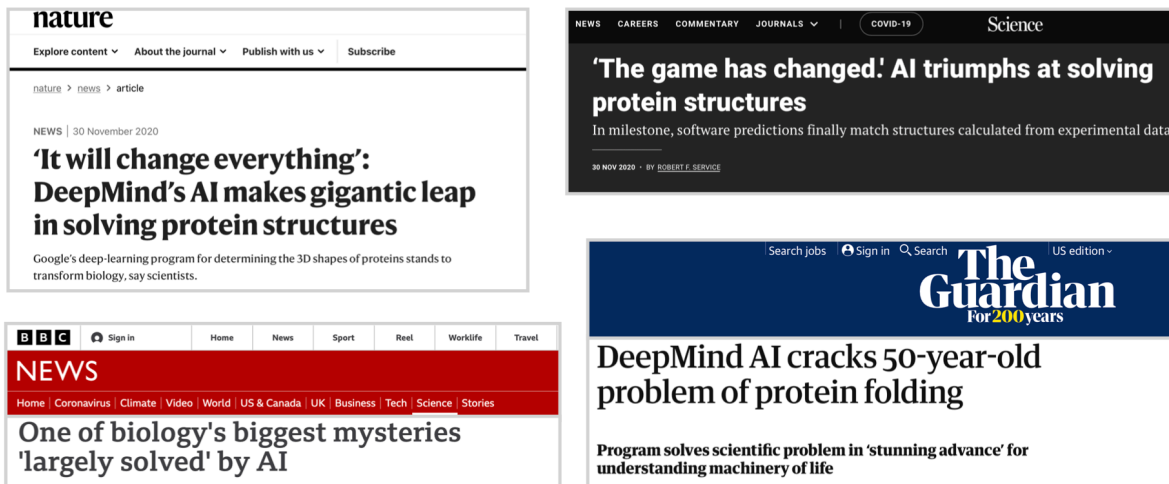 nature
Explore content About the journal Publish with us Subscribe
nature > news > article
NEWS | 30 November 2020
‘It will change everything’:
DeepMind’s AI makes gigantic leap
in solving protein structures
Google’s deep-learning program for determining the 3D shapes of proteins stands to
transform biology, say scientists.
NEWS CAREERS COMMENTARY JOURNALS | COVID-19 Science
‘The game has changed.’ AI triumphs at solving
protein structures
In milestone, software predictions finally match structures calculated from experimental data
30 NOV 2020 • BY ROBERT F. SERVICE
BBC Sign in Home News Sport Reel Worklife Travel
NEWS
Home | Coronavirus | Climate | Video | World | US & Canada | UK | Business | Tech | Science | Stories
One of biology's biggest mysteries
'largely solved' by AI
Search jobs Sign in Search US edition
The
Guardian
For 200 years
DeepMind AI cracks 50-year-old
problem of protein folding
Program solves scientific problem in ‘stunning advance’ for
understanding machinery of life